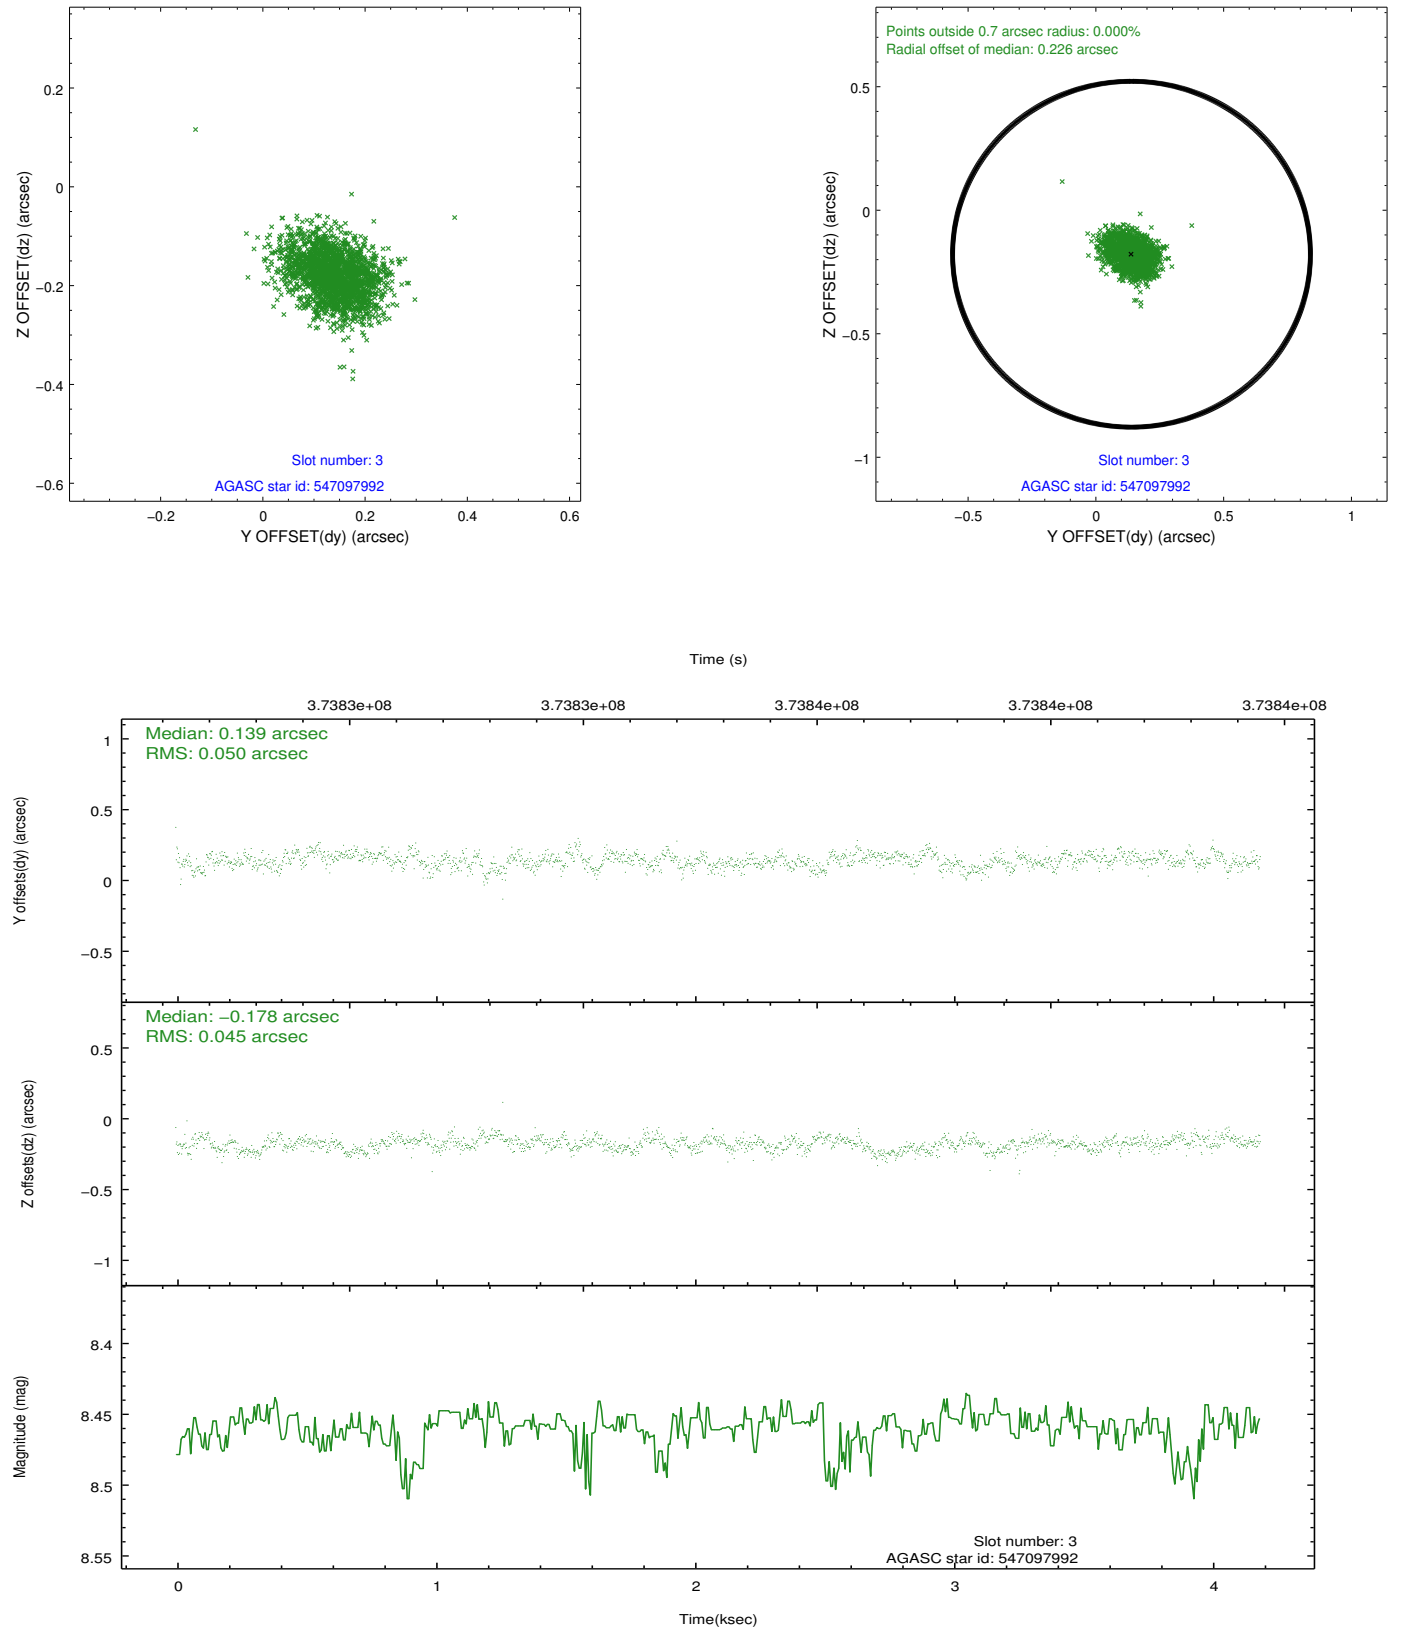 0.2
0
−0.2
−0.4
−0.6
Z OFFSET(dz) (arcsec)
Slot number: 3
AGASC star id: 547097992
−0.2 0 0.2 0.4 0.6
Y OFFSET(dy) (arcsec)
Points outside 0.7 arcsec radius: 0.000%
Radial offset of median: 0.226 arcsec
0.5
0
−0.5
−1
Z OFFSET(dz) (arcsec)
Slot number: 3
AGASC star id: 547097992
−0.5 0 0.5 1
Y OFFSET(dy) (arcsec)
Time (s)
3.7383e+08 3.7383e+08 3.7384e+08 3.7384e+08 3.7384e+08
Median: 0.139 arcsec
RMS: 0.050 arcsec
1
0.5
0
−0.5
Y offsets(dy) (arcsec)
Median: −0.178 arcsec
RMS: 0.045 arcsec
0.5
0
−0.5
−1
Z offsets(dz) (arcsec)
8.4
8.45
8.5
8.55
Magnitude (mag)
Slot number: 3
AGASC star id: 547097992
0 1 2 3 4
Time(ksec)